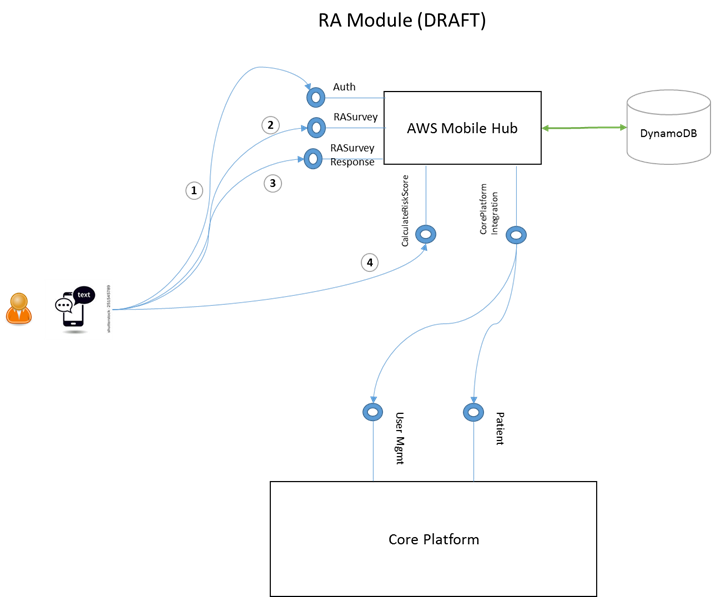 RA Module (DRAFT)
Auth
RASurvey
RASurvey
Response
AWS Mobile Hub
DynamoDB
2
3
1
CalculateRiskScore
CorePlatform
Integration
4
text
User Mgmt
Patient
Core Platform